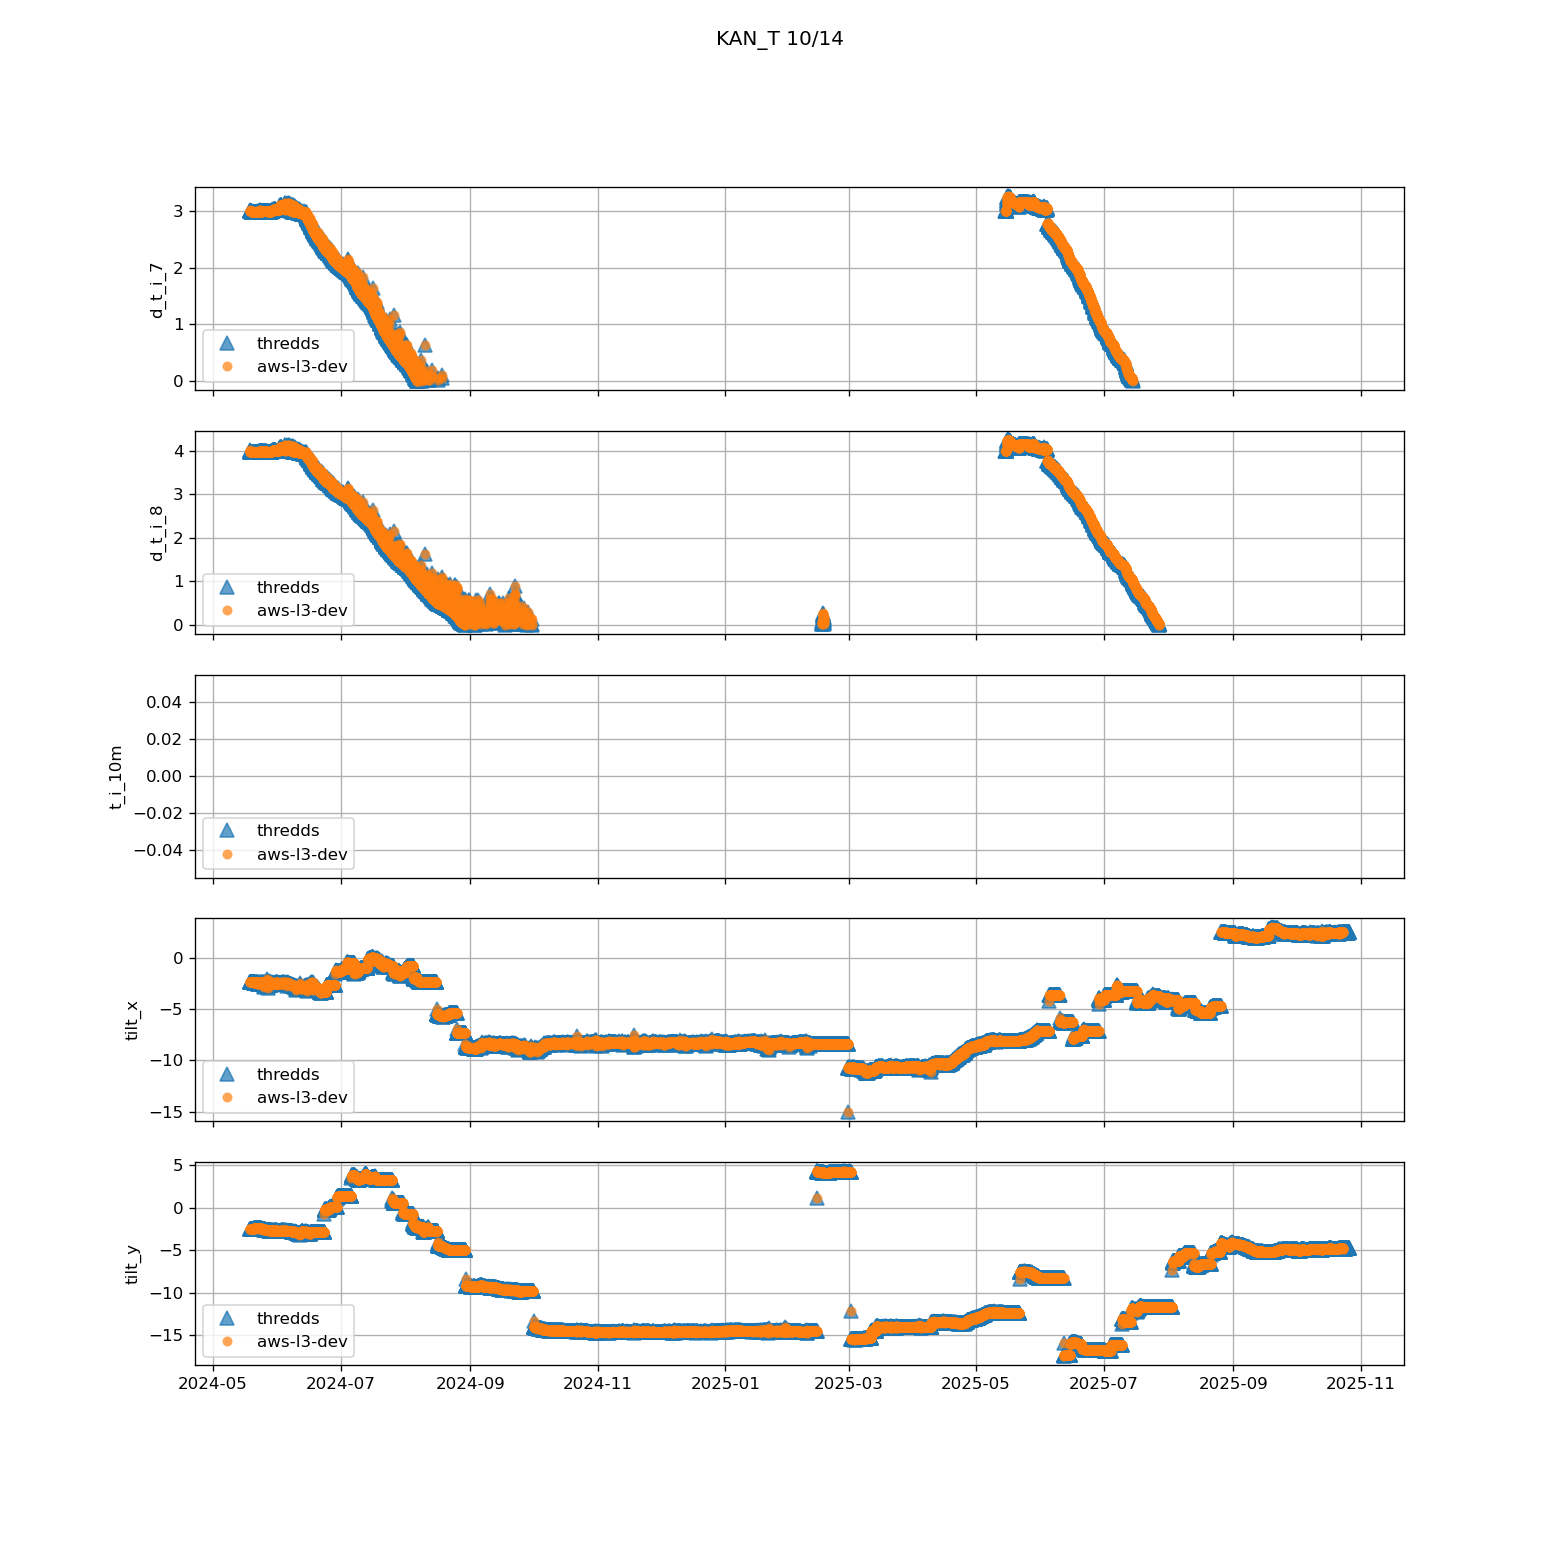 KAN_T 10/14
d_t_i_7
3
2
1
0
thredds
aws-l3-dev
d_t_i_8
4
3
2
1
0
thredds
aws-l3-dev
t_i_10m
0.04
0.02
0.00
−0.02
−0.04
thredds
aws-l3-dev
tilt_x
0
−5
−10
−15
thredds
aws-l3-dev
tilt_y
5
0
−5
−10
−15
thredds
aws-l3-dev
2024-05 2024-07 2024-09 2024-11 2025-01 2025-03 2025-05 2025-07 2025-09 2025-11